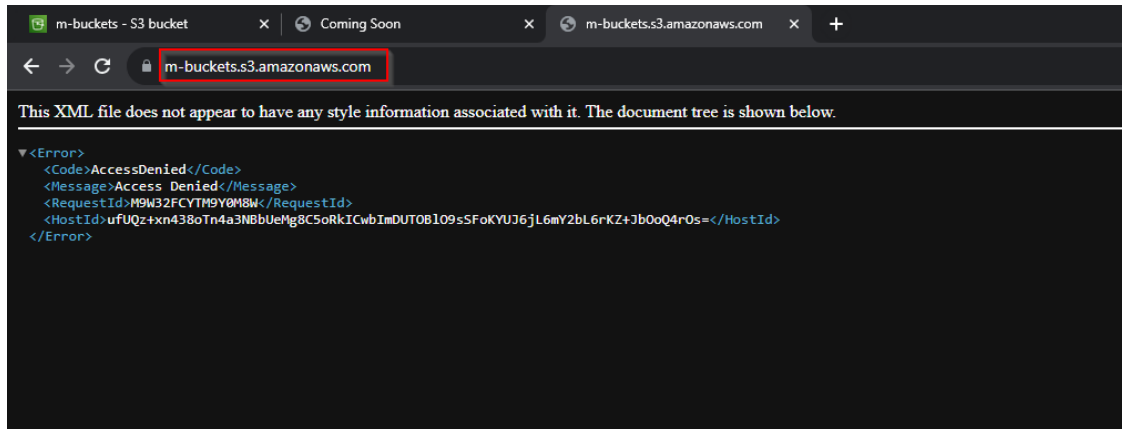 m-buckets - S3 bucket
Coming Soon
m-buckets.s3.amazonaws.com
m-buckets.s3.amazonaws.com
This XML file does not appear to have any style information associated with it. The document tree is shown below.
▼<Error>
<Code>AccessDenied</Code>
<Message>Access Denied</Message>
<RequestId>M9W32FCYTM9Y0M8W</RequestId>
<HostId>ufUQz+xn438oTn4a3NBbUeMg8C5oRkICwbImDUTOBlO9sSFoKYUJ6jL6mY2bL6rKZ+JbOoQ4rOs=</HostId>
</Error>